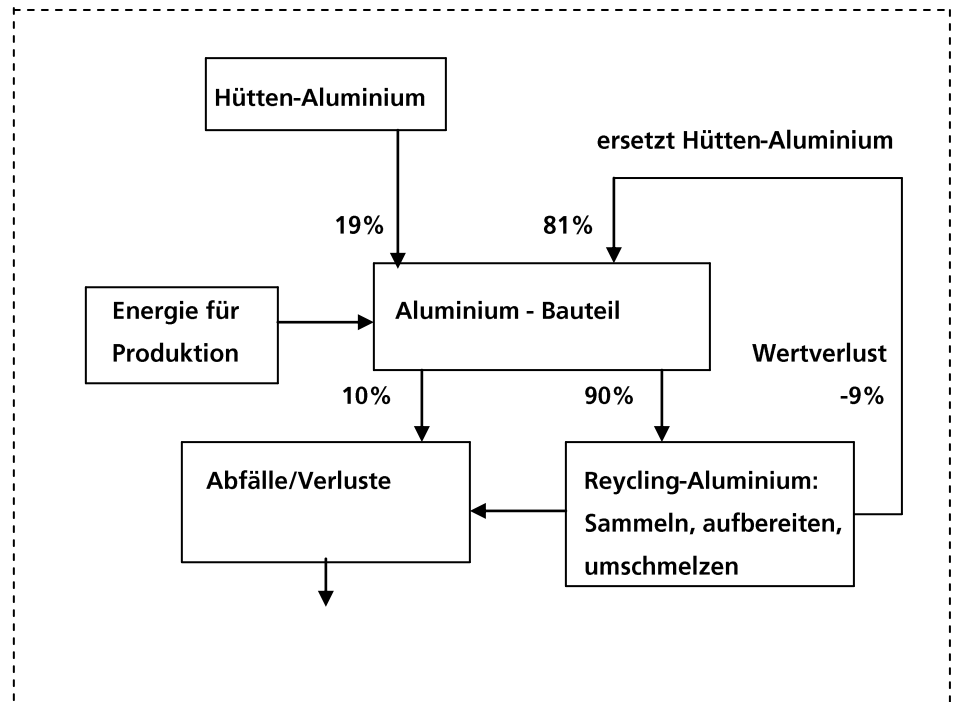 Hütten-Aluminium
ersetzt Hütten-Aluminium
19%
81%
Energie für
Produktion
Aluminium - Bauteil
Wertverlust
-9%
10%
90%
Abfälle/Verluste
Reycling-Aluminium:
Sammeln, aufbereiten,
umschmelzen